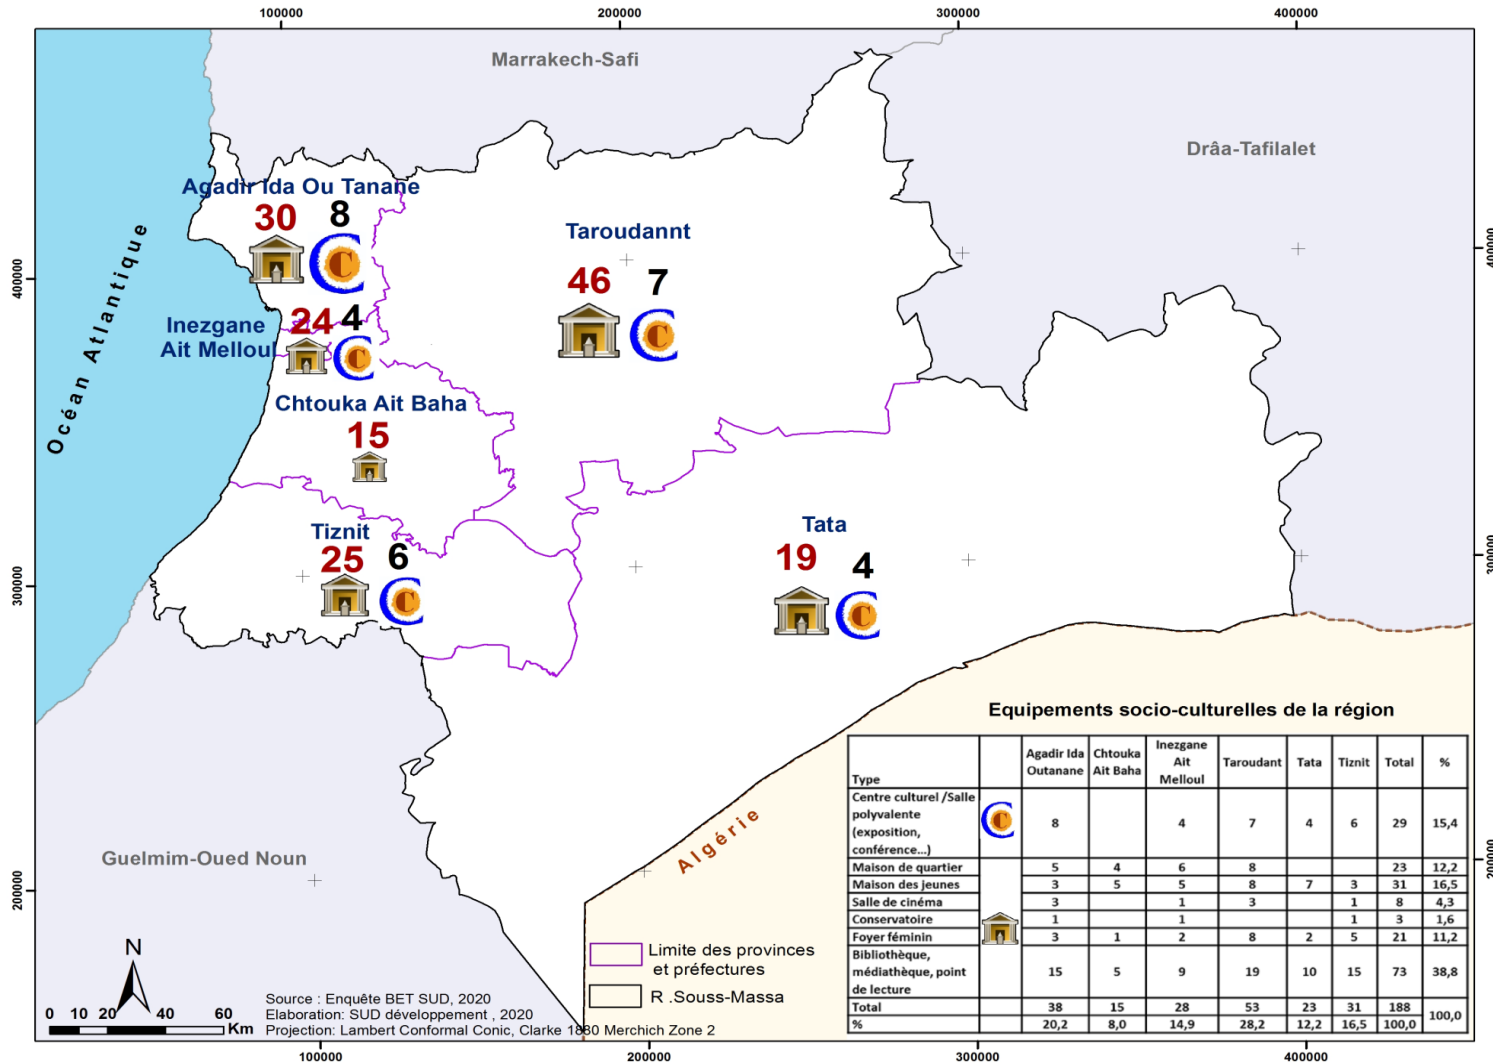 100000
200000
300000
400000
Marrakech-Safi
Drâa-Tafilalet
Océan Atlantique
Agadir Ida Ou Tanane
30
8
Taroudannt
46
7
Inezgane
Ait Melloul
24
4
Chtouka Ait Baha
15
Tiznit
25
6
Tata
19
4
400000
300000
200000
400000
300000
200000
Guelmim-Oued Noun
Algérie
Equipements socio-culturelles de la région
Type Agadir Ida Outanane Chtouka Ait Baha Inezgane Ait Melloul Taroudant Tata Tiznit Total %
Centre culturel /Salle polyvalente (exposition, conférence...) 8 4 7 4 6 29 15,4
Maison de quartier 5 4 6 8 23 12,2
Maison des jeunes 3 5 5 8 7 3 31 16,5
Salle de cinéma 3 1 3 1 8 4,3
Conservatoire 1 1 1 3 1,6
Foyer féminin 3 1 2 8 2 5 21 11,2
Bibliothèque, médiathèque, point de lecture 15 5 9 19 10 15 73 38,8
Total 38 15 28 53 23 31 188 100,0
% 20,2 8,0 14,9 28,2 12,2 16,5 100,0
Limite des provinces
et préfectures
R .Souss-Massa
N
0 10 20 40 60
Km
Source : Enquête BET SUD, 2020
Elaboration: SUD développement , 2020
Projection: Lambert Conformal Conic, Clarke 1880 Merchich Zone 2
100000
200000
300000
400000